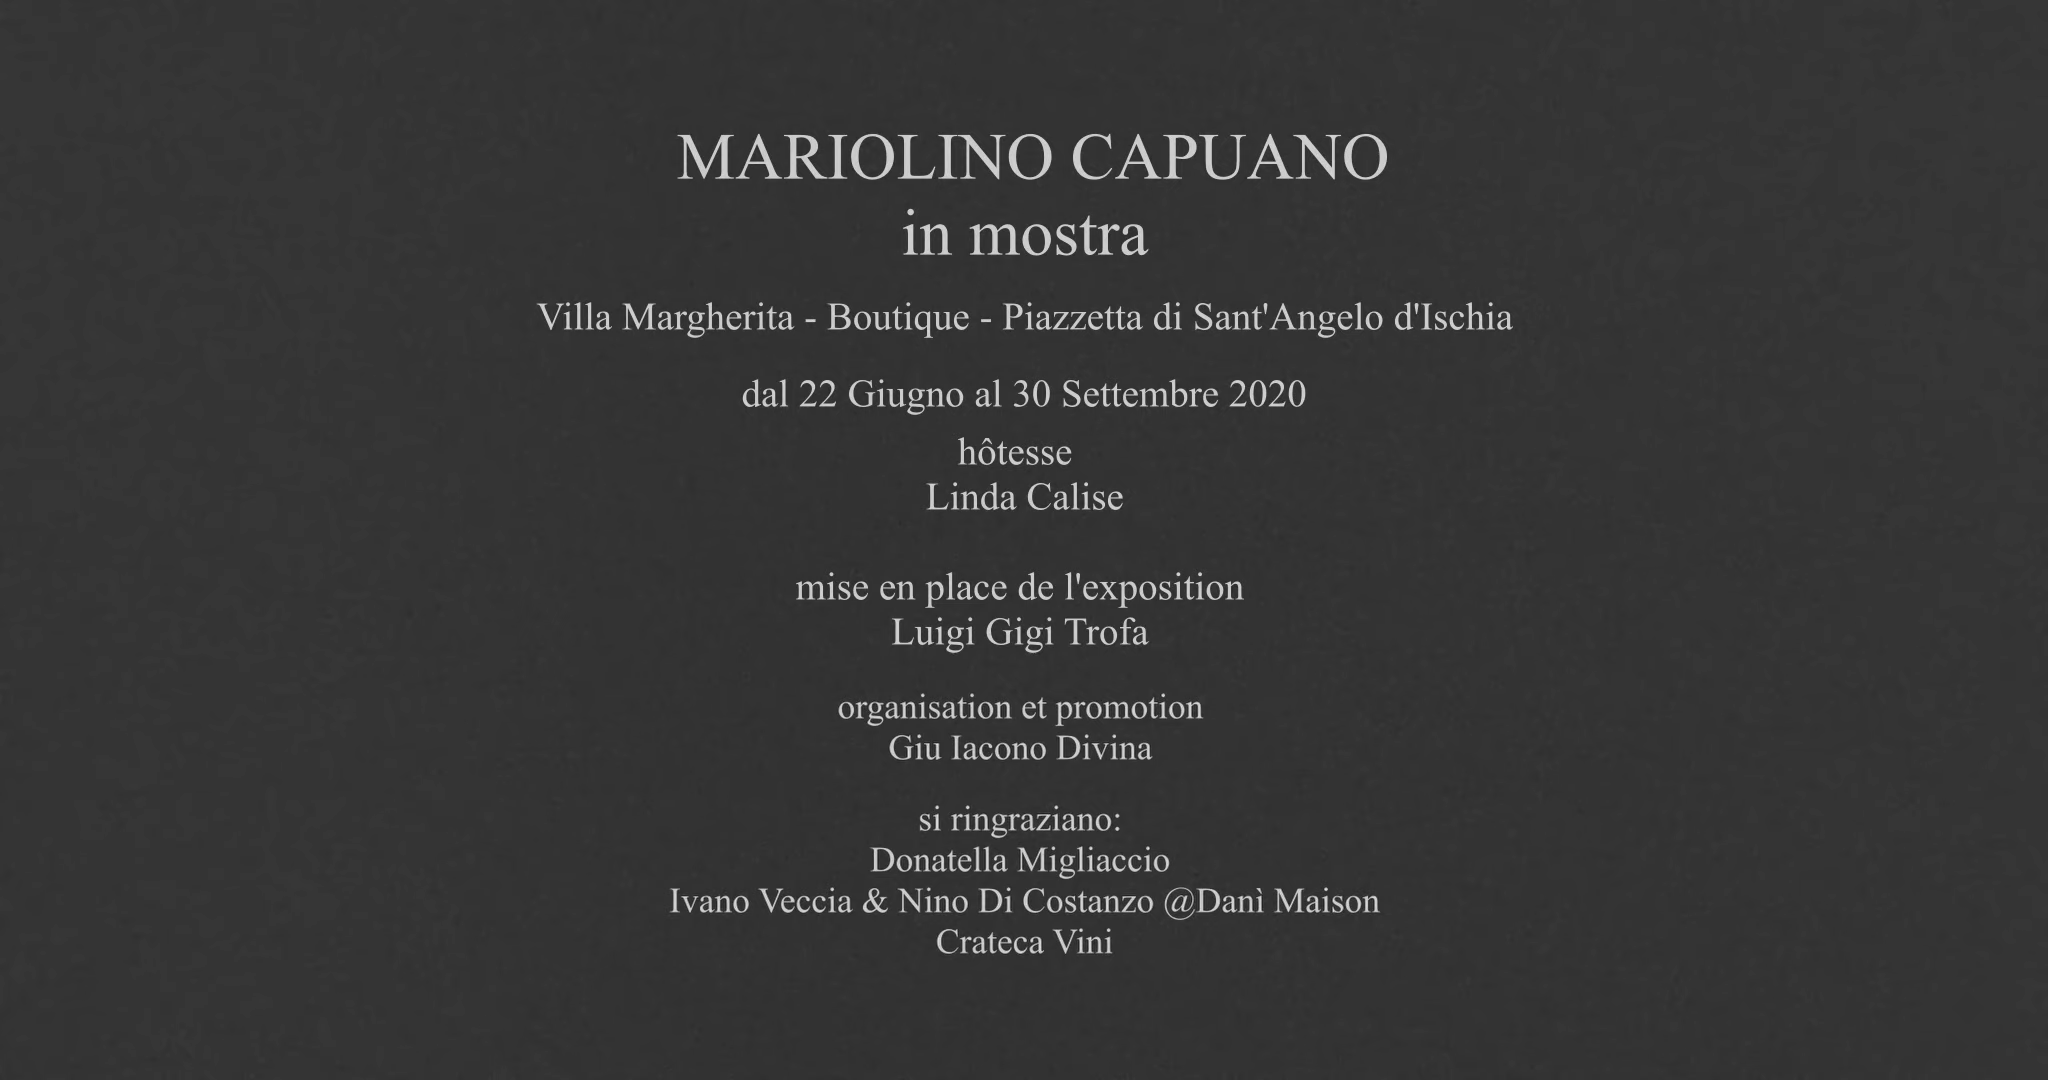 MARIOLINO CAPUANO
in mostra
Villa Margherita - Boutique - Piazzetta di Sant'Angelo d'Ischia
dal 22 Giugno al 30 Settembre 2020
hôtesse
Linda Calise
mise en place de l'exposition
Luigi Gigi Trofa
organisation et promotion
Giu Iacono Divina
si ringraziano:
Donatella Migliaccio
Ivano Veccia & Nino Di Costanzo @Danì Maison
Crateca Vini